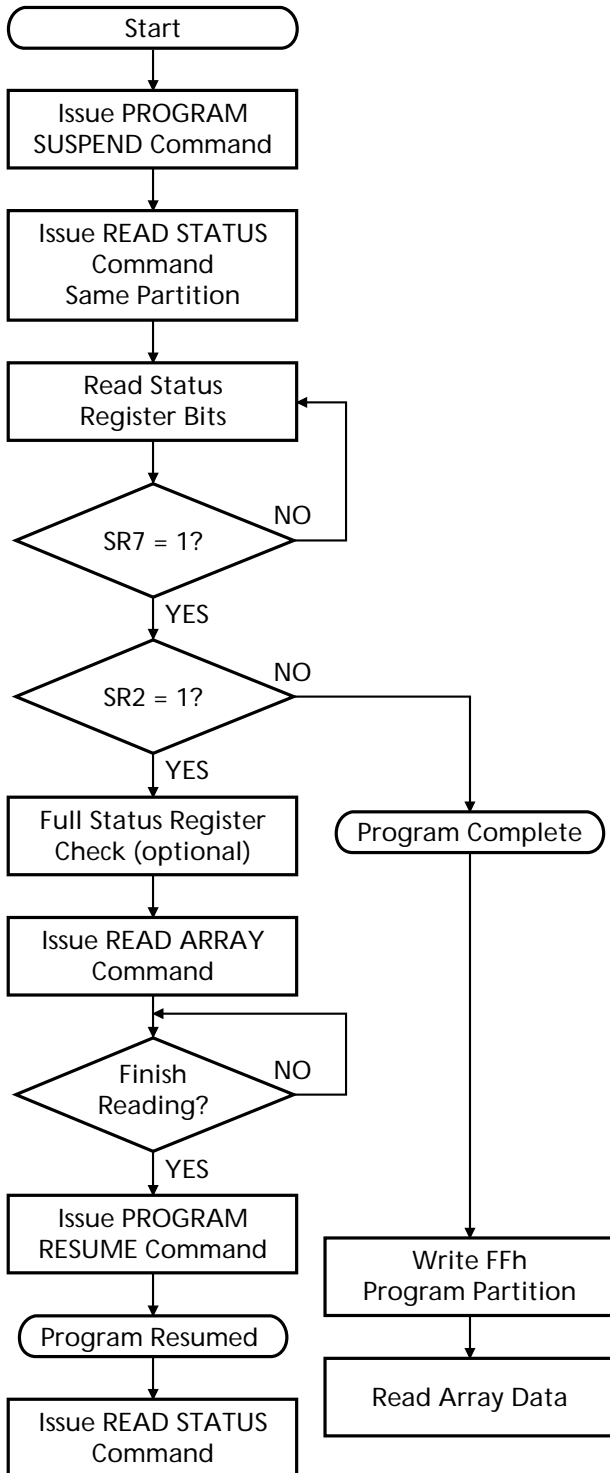 Start
Issue PROGRAM
SUSPEND Command
Issue READ STATUS
Command
Same Partition
Read Status
Register Bits
NO
SR7 = 1?
YES
NO
SR2 = 1?
YES
Full Status Register
Check (optional)
Program Complete
Issue READ ARRAY
Command
Finish
Reading?
NO
YES
Issue PROGRAM
RESUME Command
Write FFh
Program Partition
Program Resumed
Read Array Data
Issue READ STATUS
Command